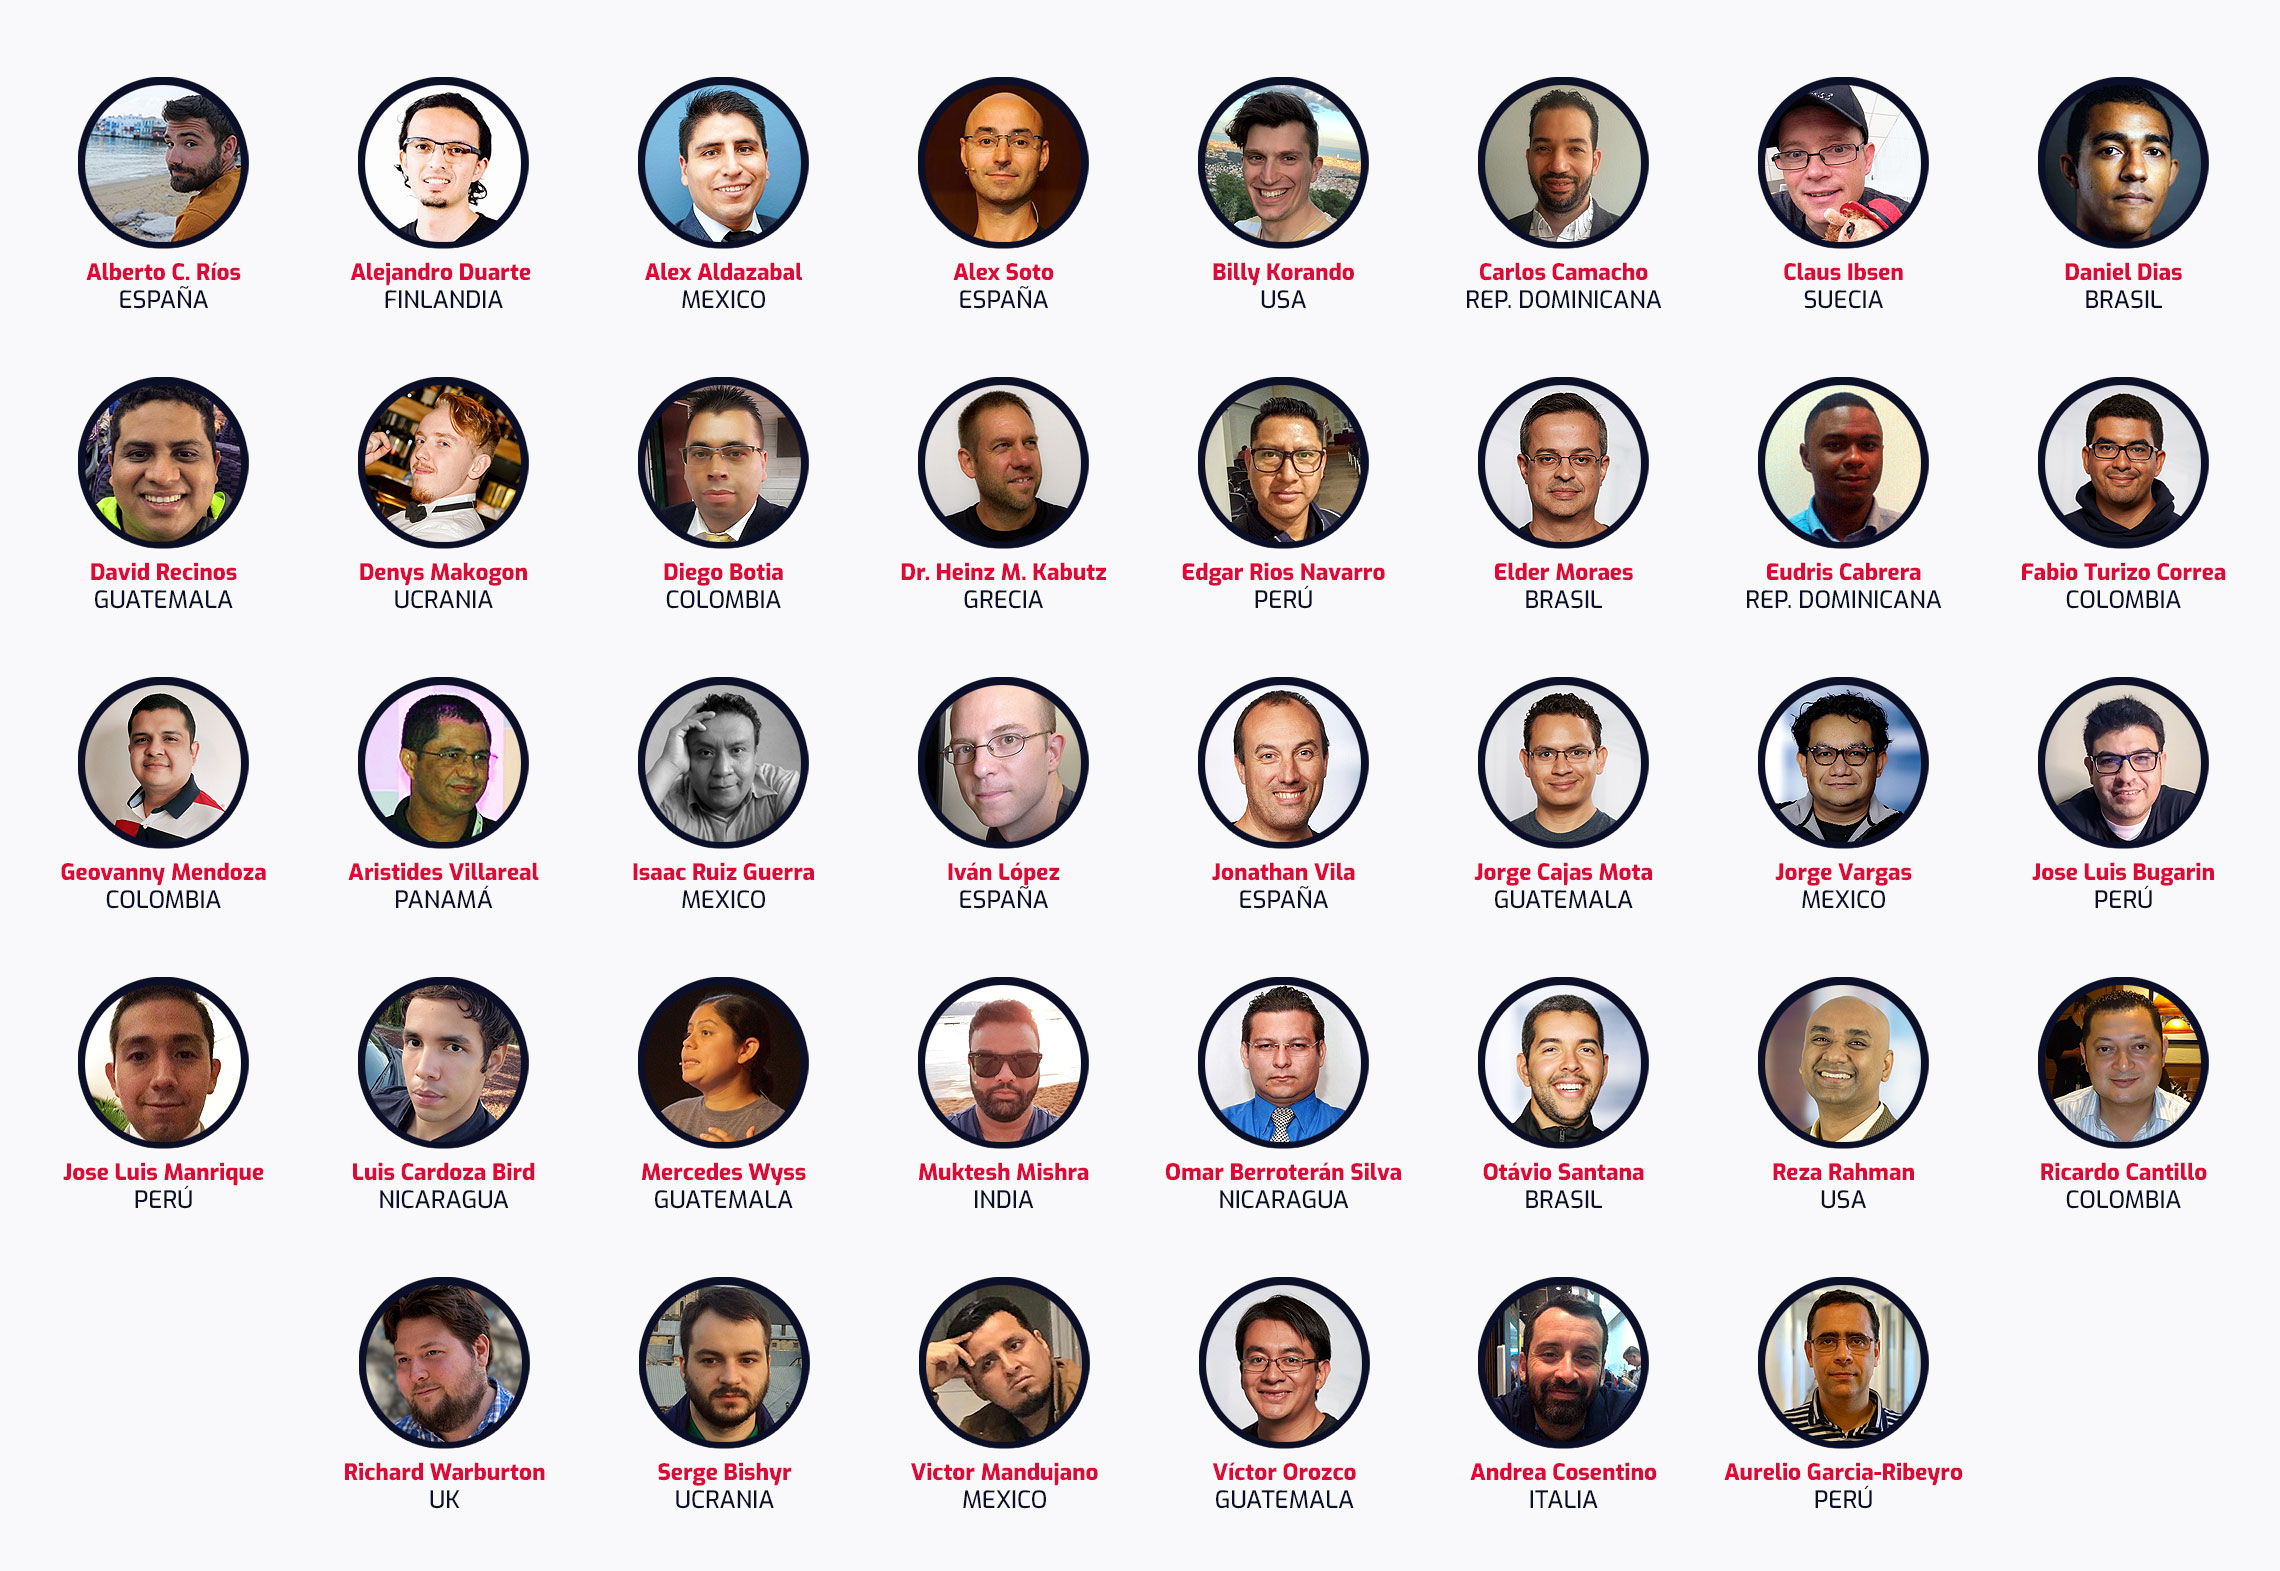 Alberto C. Ríos
ESPAÑA
Alejandro Duarte
FINLANDIA
Alex Aldazabal
MEXICO
Alex Soto
ESPAÑA
Billy Korando
USA
Carlos Camacho
REP. DOMINICANA
Claus Ibsen
SUECIA
Daniel Dias
BRASIL
David Recinos
GUATEMALA
Denys Makogon
UCRANIA
Diego Botia
COLOMBIA
Dr. Heinz M. Kabutz
GRECIA
Edgar Rios Navarro
PERÚ
Elder Moraes
BRASIL
Eudris Cabrera
REP. DOMINICANA
Fabio Turizo Correa
COLOMBIA
Geovanny Mendoza
COLOMBIA
Aristides Villareal
PANAMÁ
Isaac Ruiz Guerra
MEXICO
Iván López
ESPAÑA
Jonathan Vila
ESPAÑA
Jorge Cajas Mota
GUATEMALA
Jorge Vargas
MEXICO
Jose Luis Bugarin
PERÚ
Jose Luis Manrique
PERÚ
Luis Cardoza Bird
NICARAGUA
Mercedes Wyss
GUATEMALA
Muktesh Mishra
INDIA
Omar Berroterán Silva
NICARAGUA
Otávio Santana
BRASIL
Reza Rahman
USA
Ricardo Cantillo
COLOMBIA
Richard Warburton
UK
Serge Bishyr
UCRANIA
Victor Mandujano
MEXICO
Víctor Orozco
GUATEMALA
Andrea Cosentino
ITALIA
Aurelio Garcia-Ribeyro
PERÚ